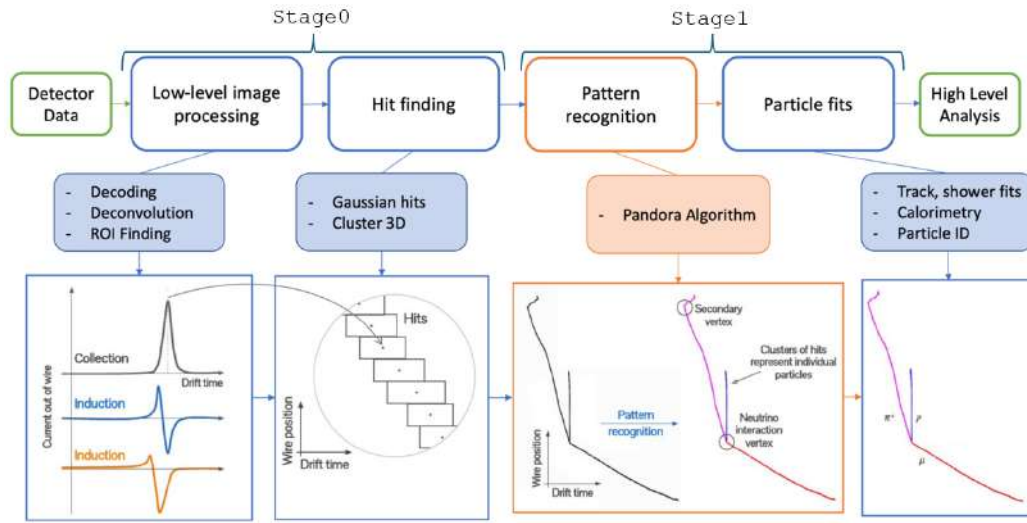 Stage0
Stage1
Detector
Data
Low-level image
processing
Hit finding
Pattern
recognition
Particle fits
High Level
Analysis
- Decoding
- Deconvolution
- ROI Finding
- Gaussian hits
- Cluster 3D
- Pandora Algorithm
- Track, shower fits
- Calorimetry
- Particle ID
Current out of wire
Collection
Drift time
Induction
Induction
Hits
Wire position
Drift time
Wire position
Drift time
Pattern
recognition
Secondary
vertex
Clusters of hits
represent individual
particles
Neutrino
interaction
vertex
π⁺
μ